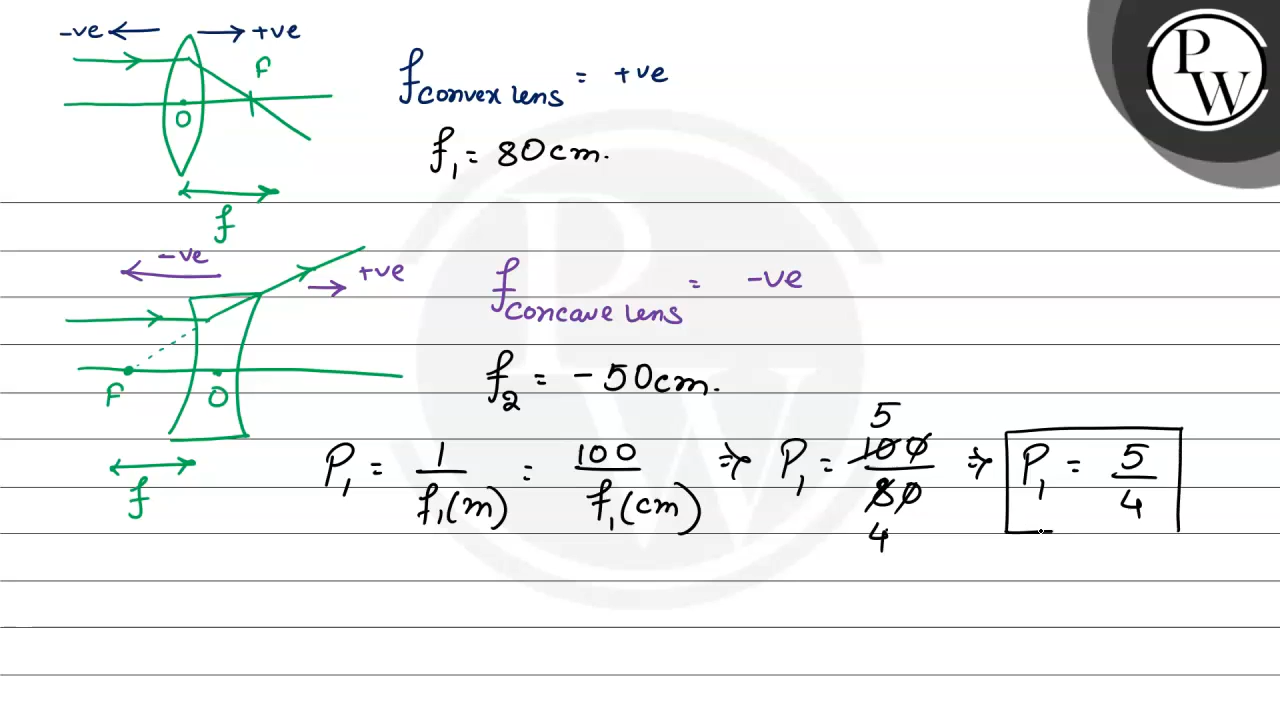 -ve ← → +ve
F
O
f
f convex lens = +ve
f₁ = 80cm.
-ve
+ve
F
O
f
f concave lens = -ve
f₂ = -50cm.
P₁ = 1/f₁(m) = 100/f₁(cm) ⇒ P₁ = 100/80 5/4 ⇒ P₁ = 5/4
P
W
P
W